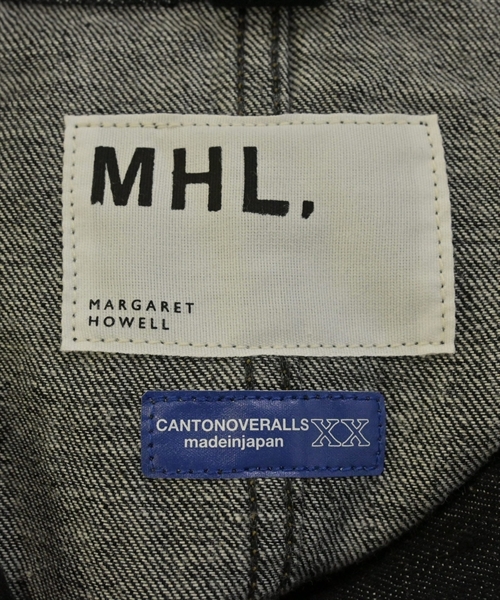 MHL,
MARGARET
HOWELL
CANTONOVERALLS XX
madeinjapan